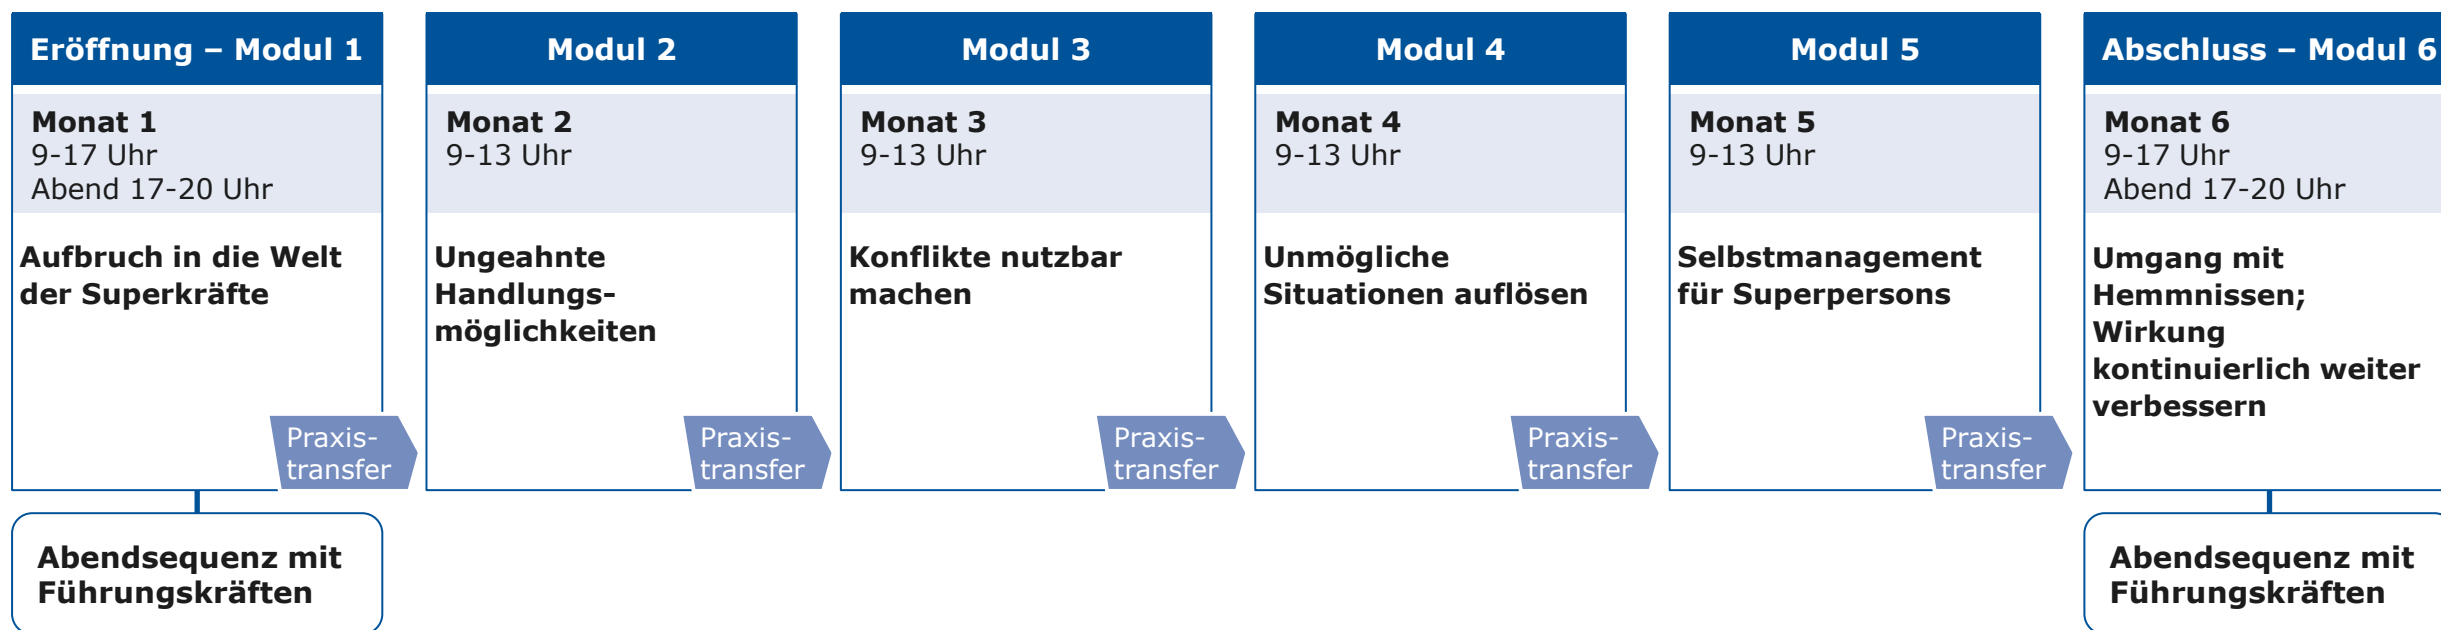 Eröffnung – Modul 1
Monat 1
9-17 Uhr
Abend 17-20 Uhr
Aufbruch in die Welt
der Superkräfte
Praxis-
transfer
Abendsequenz mit
Führungskräften
Modul 2
Monat 2
9-13 Uhr
Ungeahnte
Handlungs-
möglichkeiten
Praxis-
transfer
Modul 3
Monat 3
9-13 Uhr
Konflikte nutzbar
machen
Praxis-
transfer
Modul 4
Monat 4
9-13 Uhr
Unmögliche
Situationen auflösen
Praxis-
transfer
Modul 5
Monat 5
9-13 Uhr
Selbstmanagement
für Superpersons
Praxis-
transfer
Abschluss – Modul 6
Monat 6
9-17 Uhr
Abend 17-20 Uhr
Umgang mit
Hemmnissen;
Wirkung
kontinuierlich weiter
verbessern
Abendsequenz mit
Führungskräften